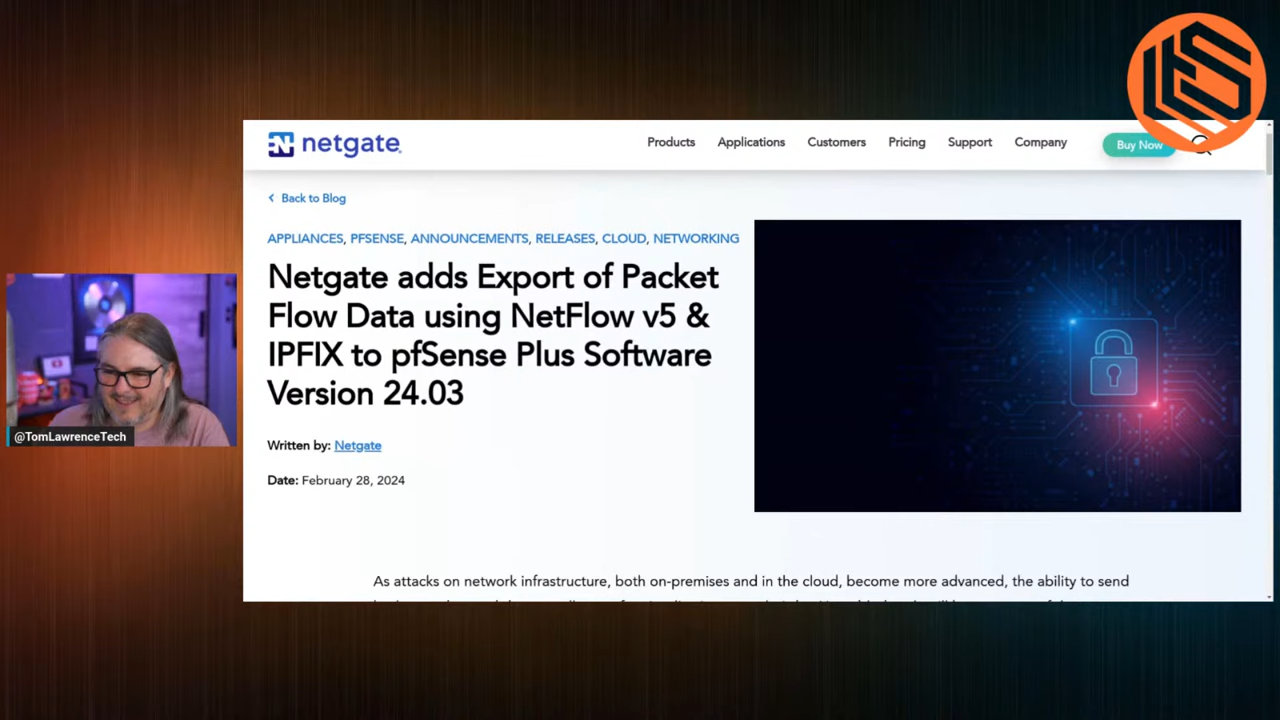 netgate
Products Applications Customers Pricing Support Company Buy Now
Back to Blog
APPLIANCES, PFSENSE, ANNOUNCEMENTS, RELEASES, CLOUD, NETWORKING
Netgate adds Export of Packet
Flow Data using NetFlow v5 &
IPFIX to pfSense Plus Software
Version 24.03
Written by: Netgate
Date: February 28, 2024
@TomLawrenceTech
As attacks on network infrastructure, both on-premises and in the cloud, become more advanced, the ability to send